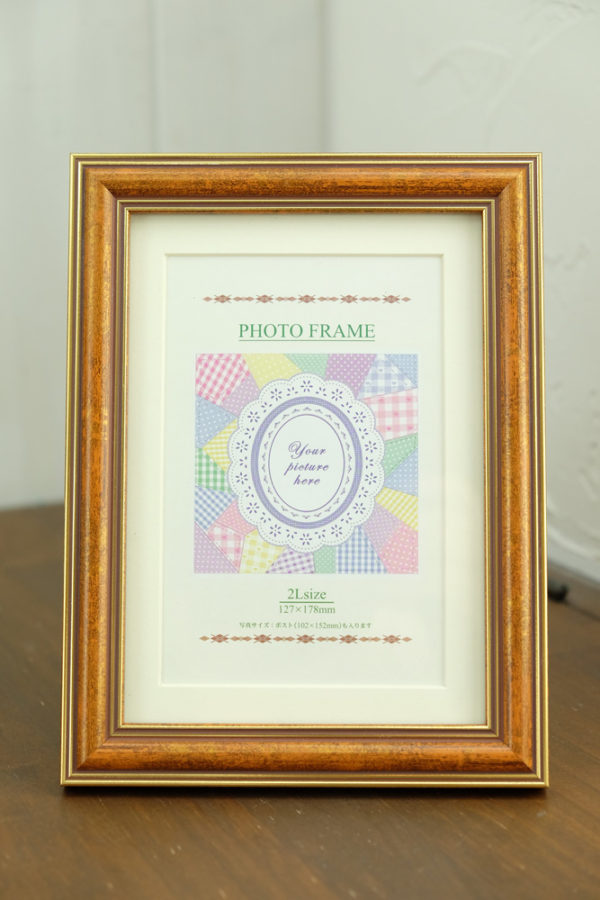 PHOTO FRAME
Your
picture
here
2Lsize
127×178mm
写真サイズ：ポスト(102×152mm)も入ります